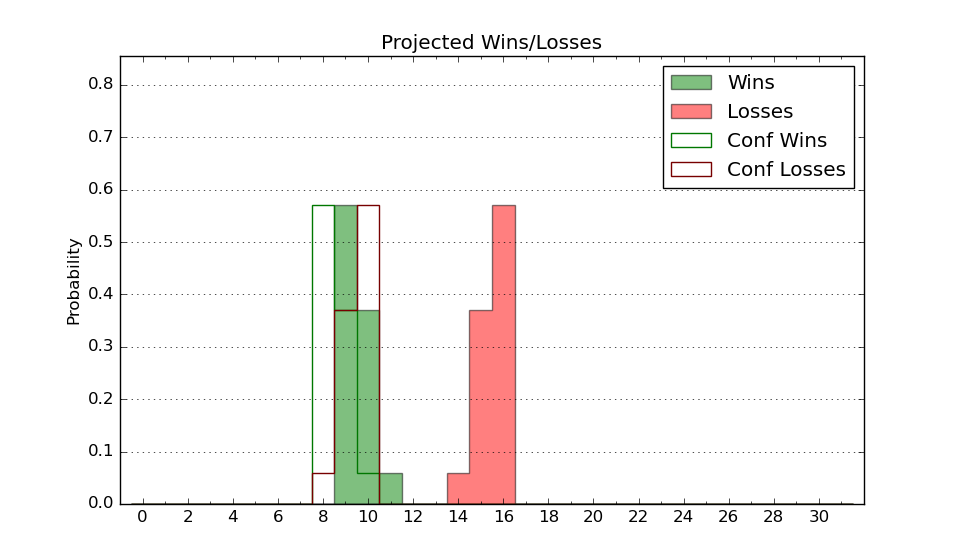 Projected Wins/Losses
Wins
Losses
Conf Wins
Conf Losses
Probability
0.8
0.7
0.6
0.5
0.4
0.3
0.2
0.1
0.0
0 2 4 6 8 10 12 14 16 18 20 22 24 26 28 30